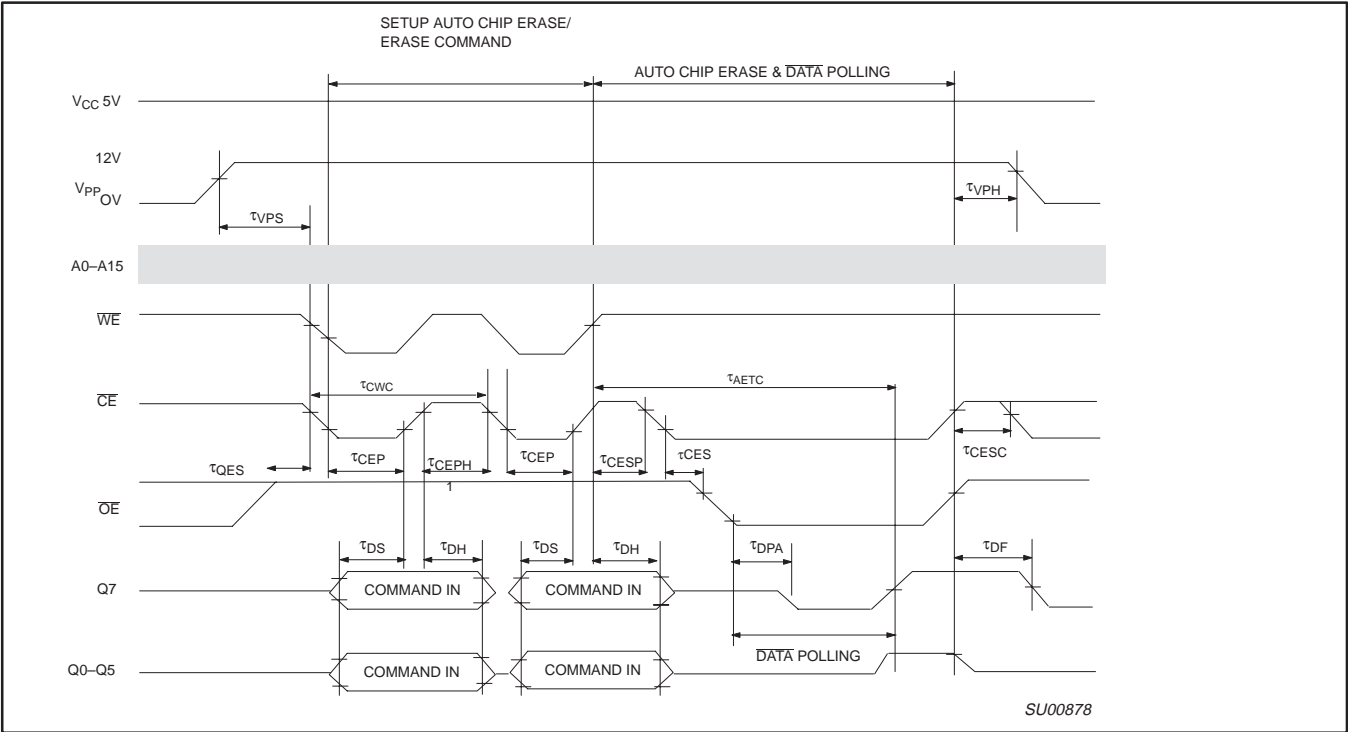 SETUP AUTO CHIP ERASE/
ERASE COMMAND
AUTO CHIP ERASE & DATA POLLING
VCC 5V
12V
VPP OV
τVPS
τVPH
A0–A15
WE
τCWC
τAETC
CE
τQES
τCEP
τCEPH
τCEP
τCESP
τCES
τCESC
1
OE
τDS
τDH
τDS
τDH
τDPA
τDF
Q7
COMMAND IN
COMMAND IN
DATA POLLING
Q0–Q5
COMMAND IN
COMMAND IN
SU00878